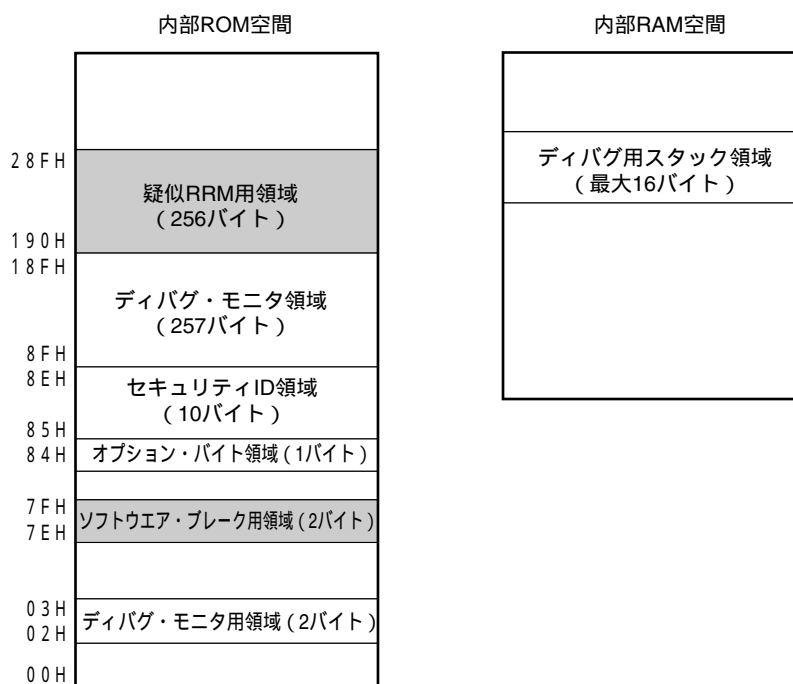 内部ROM空間
28FH
疑似RRM用領域
（256バイト）
190H
18FH
ディバグ・モニタ領域
（257バイト）
8FH
8EH
セキュリティID領域
（10バイト）
85H
84H
オプション・バイト領域（1バイト）
7FH
ソフトウエア・ブレーク用領域（2バイト）
7EH
03H
ディバグ・モニタ用領域（2バイト）
02H
00H
内部RAM空間
ディバグ用スタック領域
（最大16バイト）